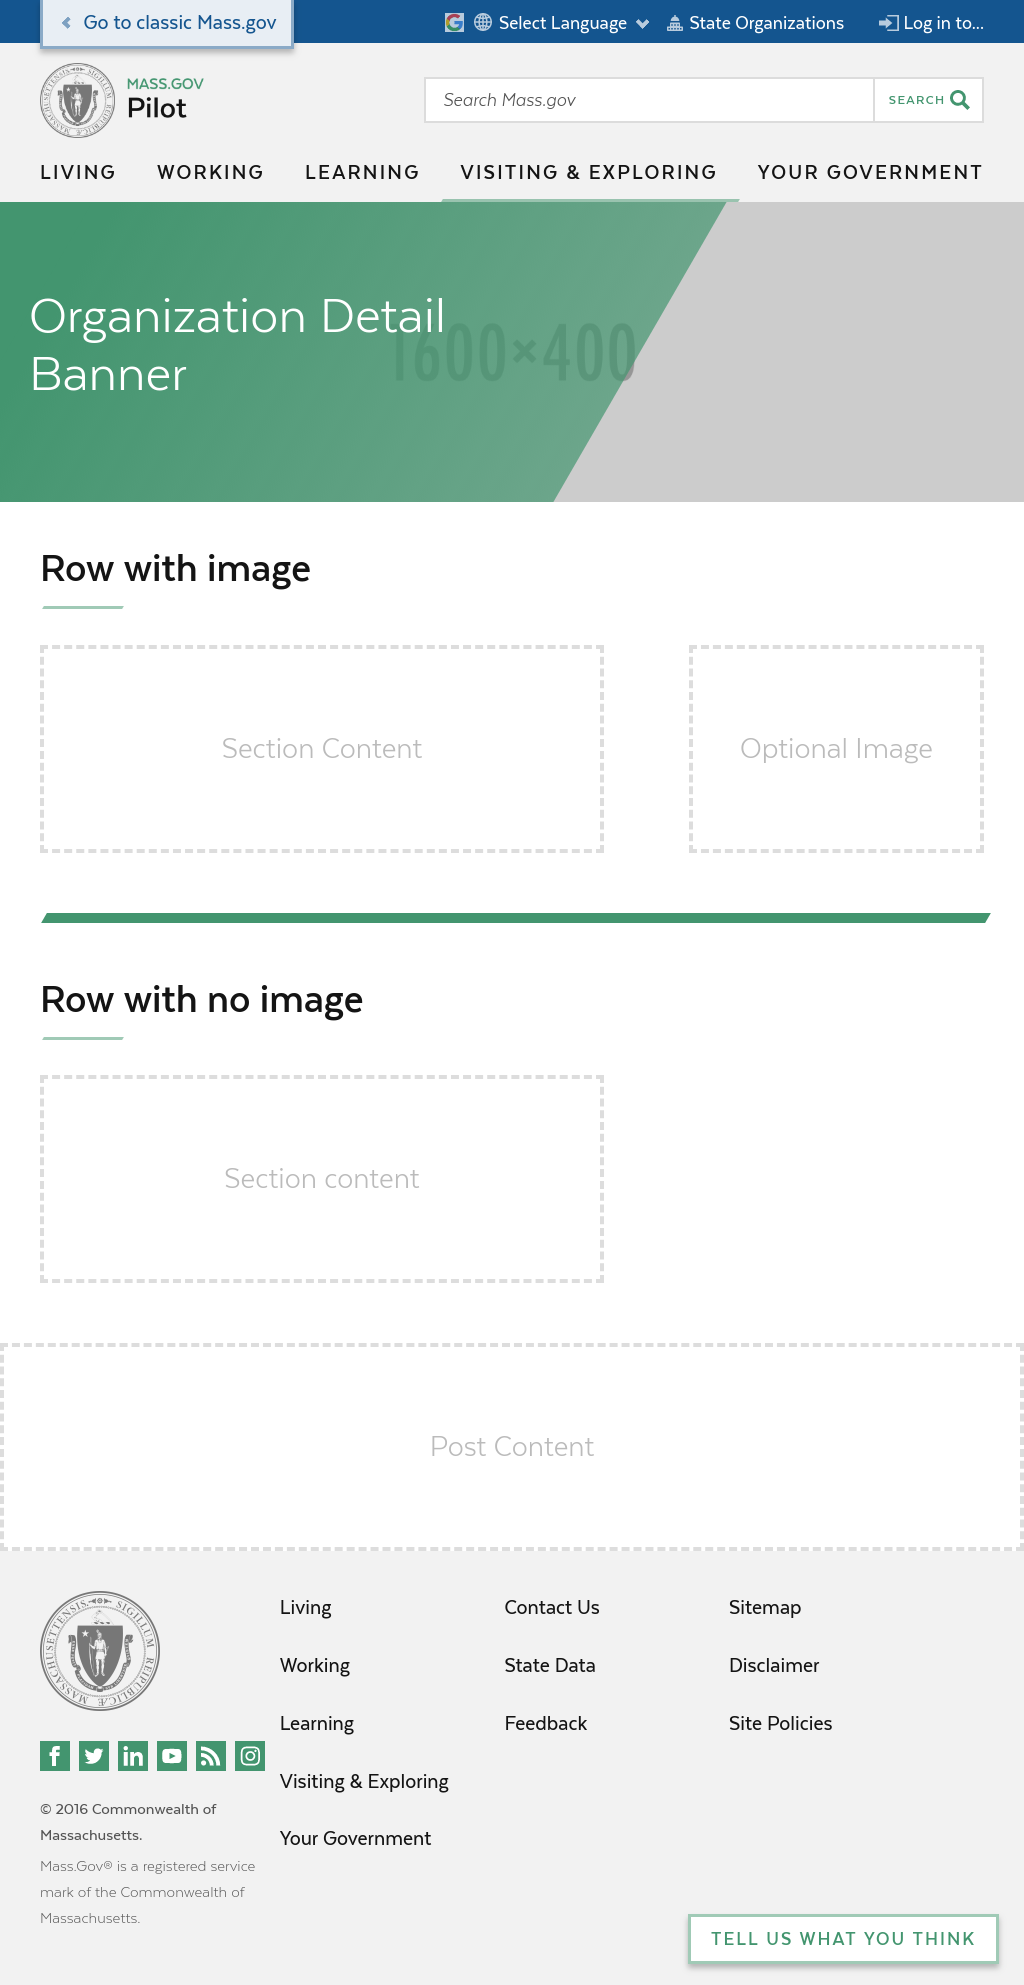 Go to classic Mass.gov
Select Language
State Organizations
Log in to...
MASS.GOV
Pilot
Search Mass.gov
SEARCH
LIVING
WORKING
LEARNING
VISITING & EXPLORING
YOUR GOVERNMENT
Organization Detail
Banner
1600×400
Row with image
Section Content
Optional Image
Row with no image
Section content
Post Content
SIGILLUM REIPUBLICÆ MASSACHUSETTENSIS
Living
Working
Learning
Visiting & Exploring
Your Government
Contact Us
State Data
Feedback
Sitemap
Disclaimer
Site Policies
© 2016 Commonwealth of
Massachusetts.
Mass.Gov® is a registered service
mark of the Commonwealth of
Massachusetts.
TELL US WHAT YOU THINK